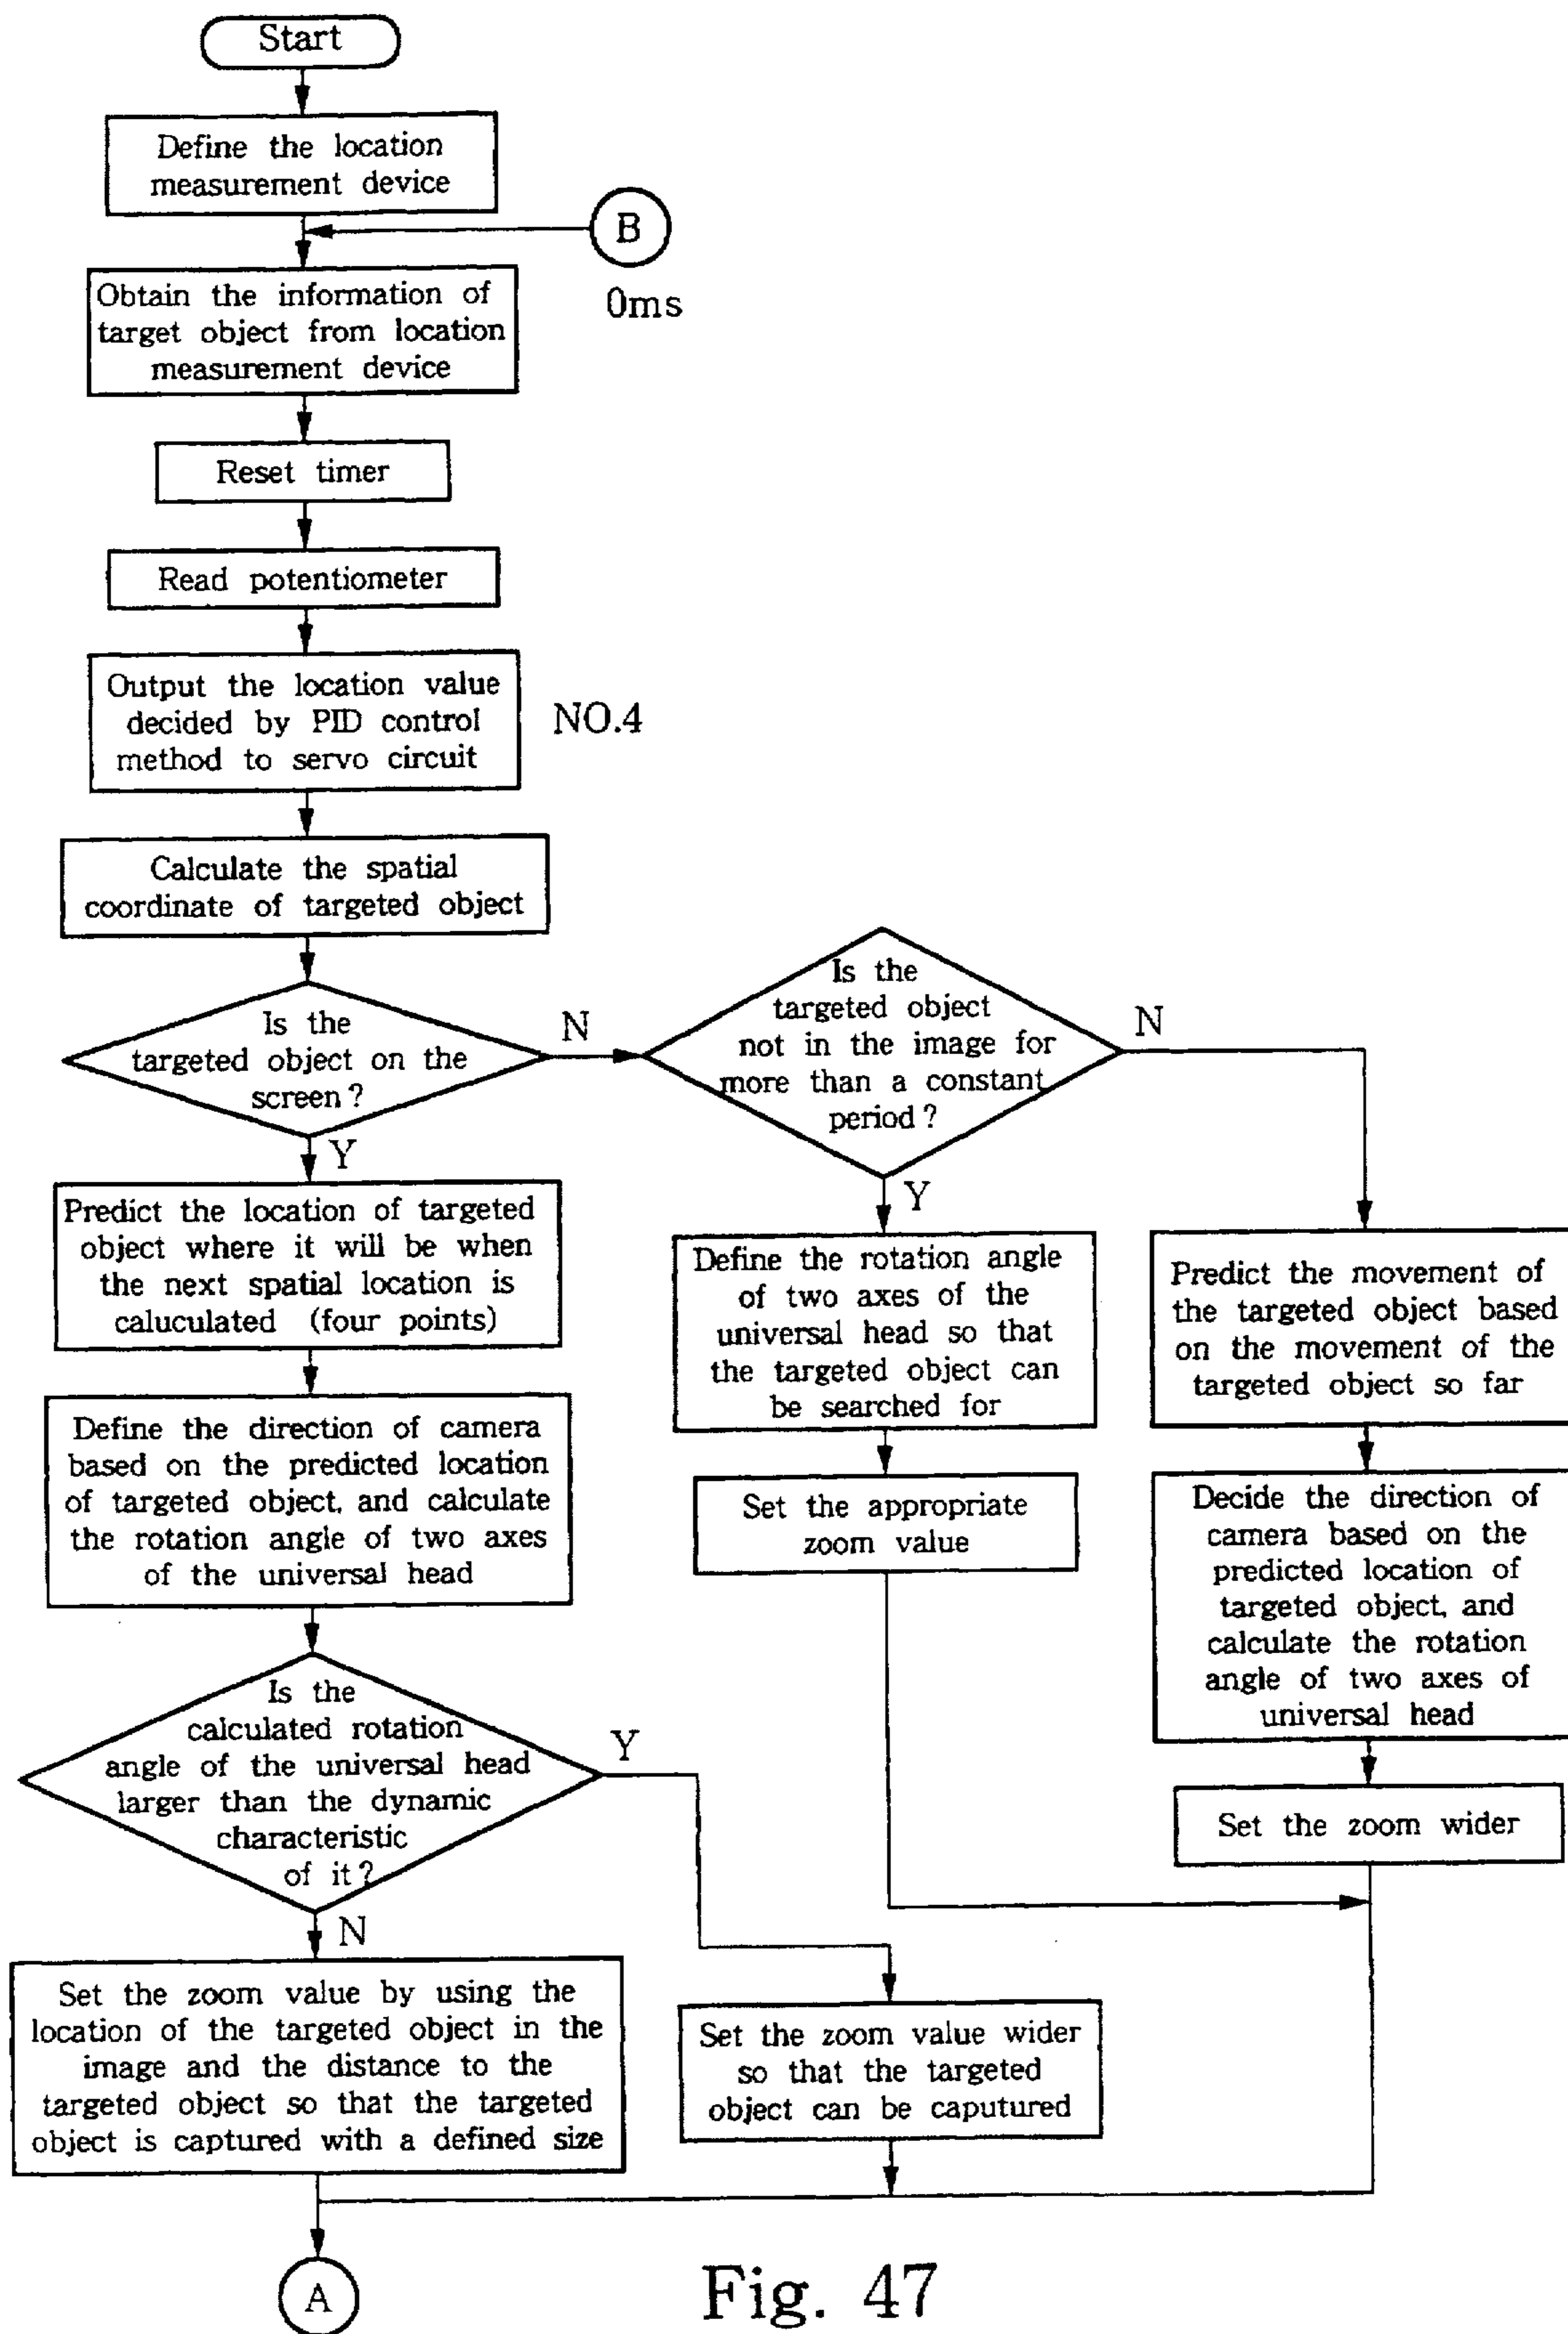 Start
Define the location
measurement device
B
0ms
Obtain the information of
target object from location
measurement device
Reset timer
Read potentiometer
Output the location value
decided by PID control
method to servo circuit
NO.4
Calculate the spatial
coordinate of targeted object
Is the
targeted object on the
screen?
N
Y
Is the
targeted object
not in the image for
more than a constant
period?
N
Y
Predict the location of targeted
object where it will be when
the next spatial location is
caluculated (four points)
Define the rotation angle
of two axes of the
universal head so that
the targeted object can
be searched for
Predict the movement of
the targeted object based
on the movement of the
targeted object so far
Define the direction of camera
based on the predicted location
of targeted object, and calculate
the rotation angle of two axes
of the universal head
Set the appropriate
zoom value
Decide the direction of
camera based on the
predicted location of
targeted object, and
calculate the rotation
angle of two axes of
universal head
Is the
calculated rotation
angle of the universal head
larger than the dynamic
characteristic
of it?
Y
N
Set the zoom wider
Set the zoom value by using the
location of the targeted object in the
image and the distance to the
targeted object so that the targeted
object is captured with a defined size
Set the zoom value wider
so that the targeted
object can be caputured
A
Fig. 47